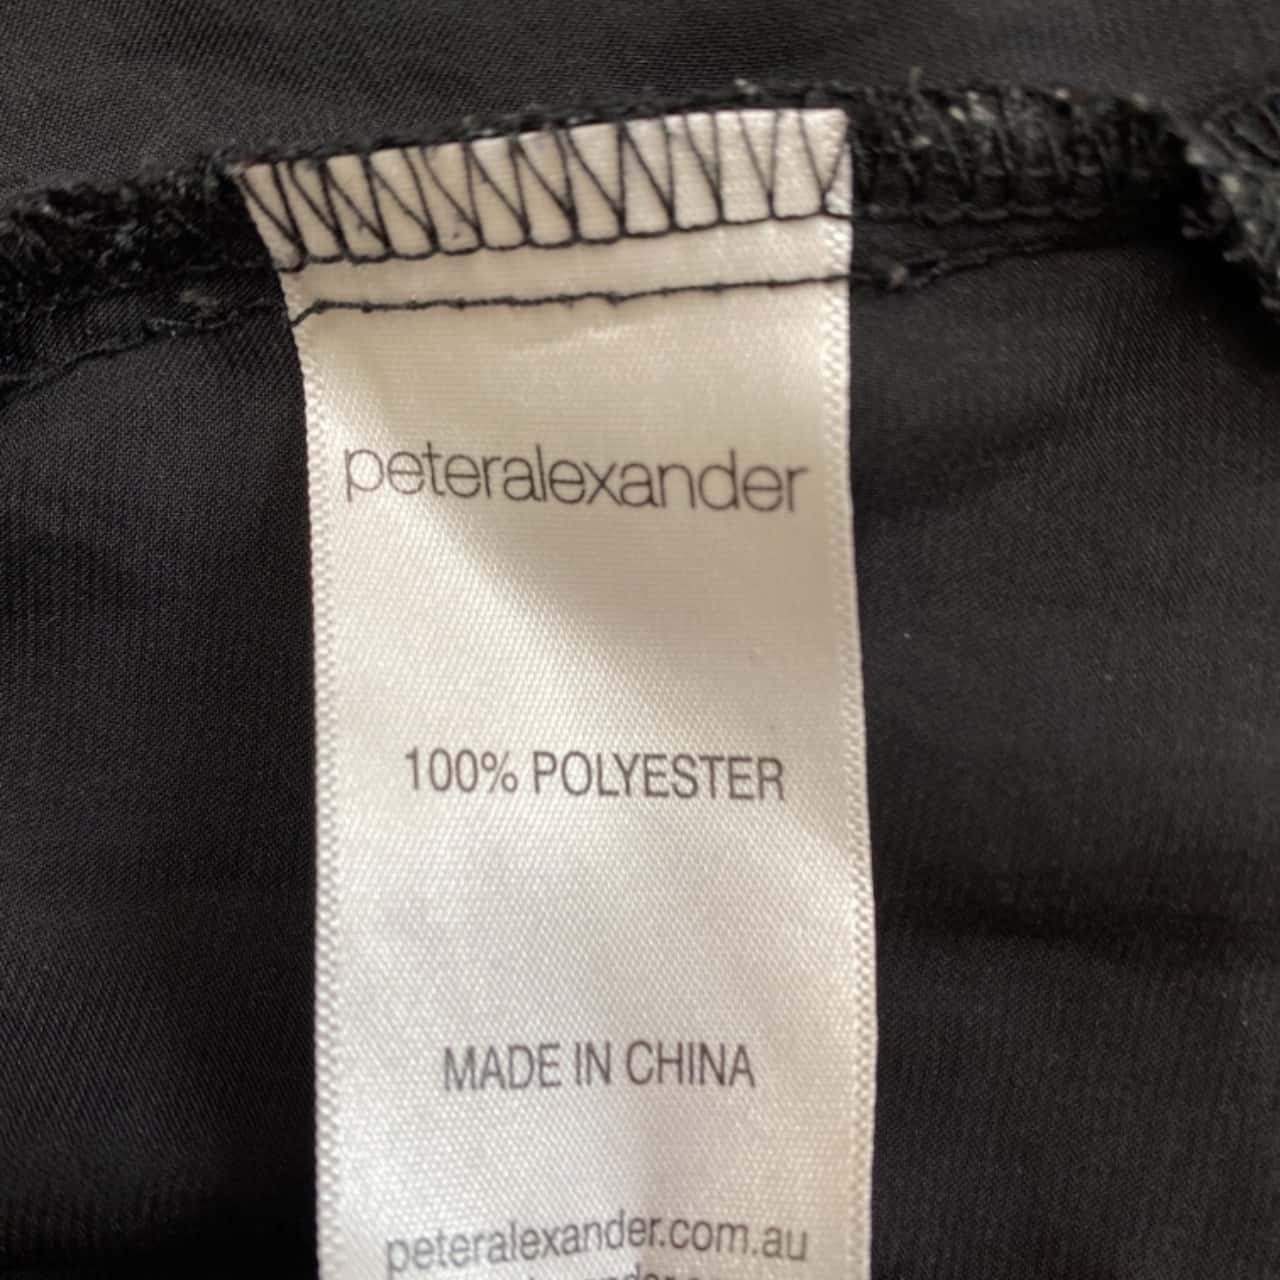 peteralexander
100% POLYESTER
MADE IN CHINA
peteralexander.com.au